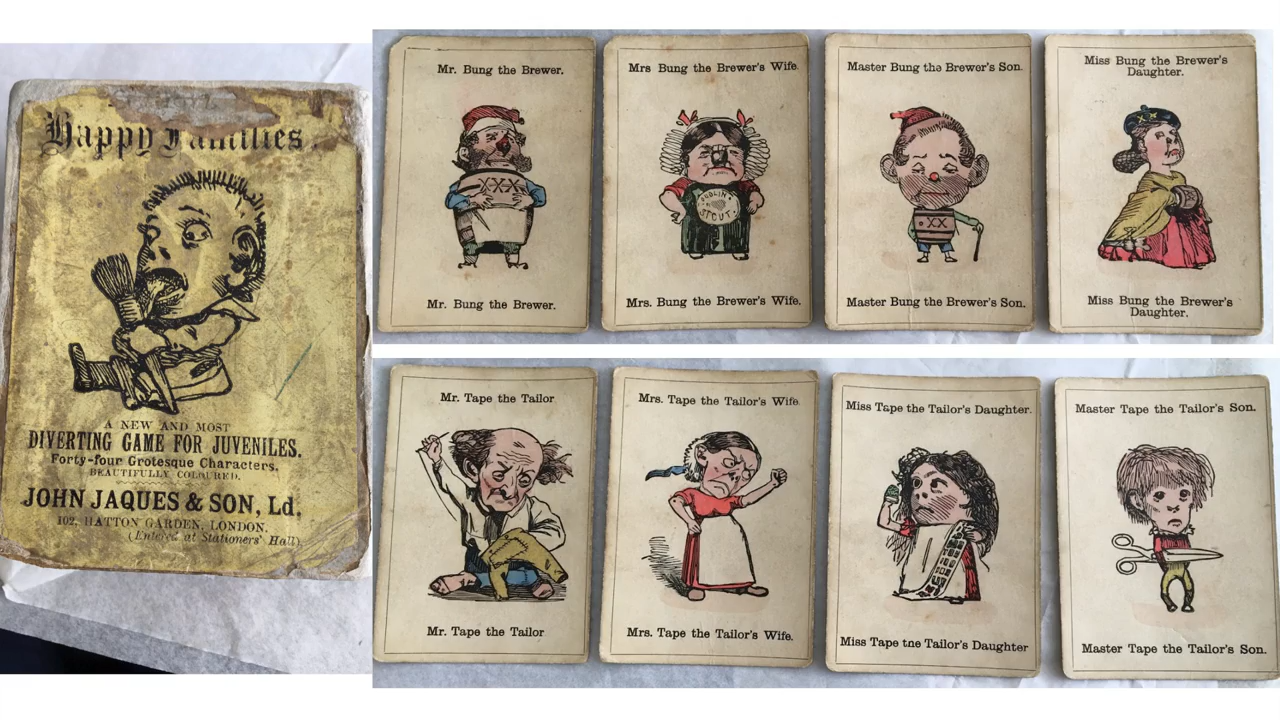 Happy Families.
A NEW AND MOST
DIVERTING GAME FOR JUVENILES.
Forty-four Grotesque Characters,
BEAUTIFULLY COLOURED.
JOHN JAQUES & SON, Ld.
102, HATTON GARDEN, LONDON.
(Entered at Stationers' Hall)
Mr. Bung the Brewer.
XXX
Mr. Bung the Brewer.
Mrs Bung the Brewer's Wife.
STOUT.
Mrs. Bung the Brewer's Wife.
Master Bung the Brewer's Son.
XX
Master Bung the Brewer's Son.
Miss Bung the Brewer's
Daughter.
XX
Miss Bung the Brewer's
Daughter.
Mr. Tape the Tailor
Mr. Tape the Tailor
Mrs. Tape the Tailor's Wife.
Mrs. Tape the Tailor's Wife.
Miss Tape the Tailor's Daughter.
Miss Tape the Tailor's Daughter
Master Tape the Tailor's Son.
Master Tape the Tailor's Son.